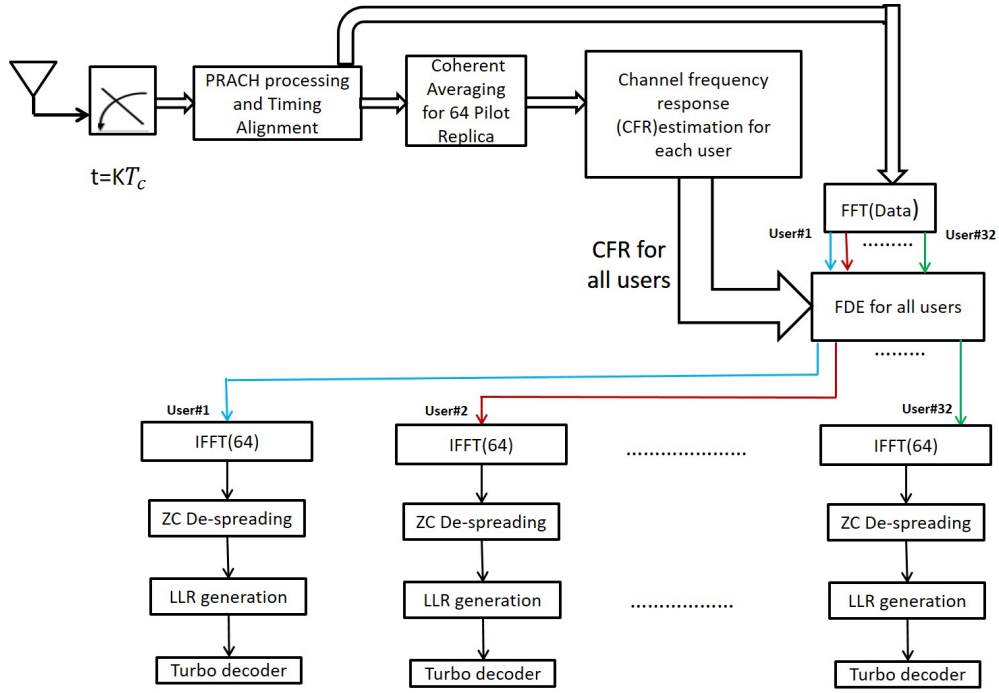 PRACH processing
and Timing
Alignment
Coherent
Averaging
for 64 Pilot
Replica
Channel frequency
response
(CFR)estimation for
each user
t=KT_c
FFT(Data)
User#1
.........
User#32
CFR for
all users
FDE for all users
.........
User#1
User#2
User#32
IFFT(64)
IFFT(64)
.....................
IFFT(64)
ZC De-spreading
ZC De-spreading
ZC De-spreading
LLR generation
LLR generation
..................
LLR generation
Turbo decoder
Turbo decoder
Turbo decoder